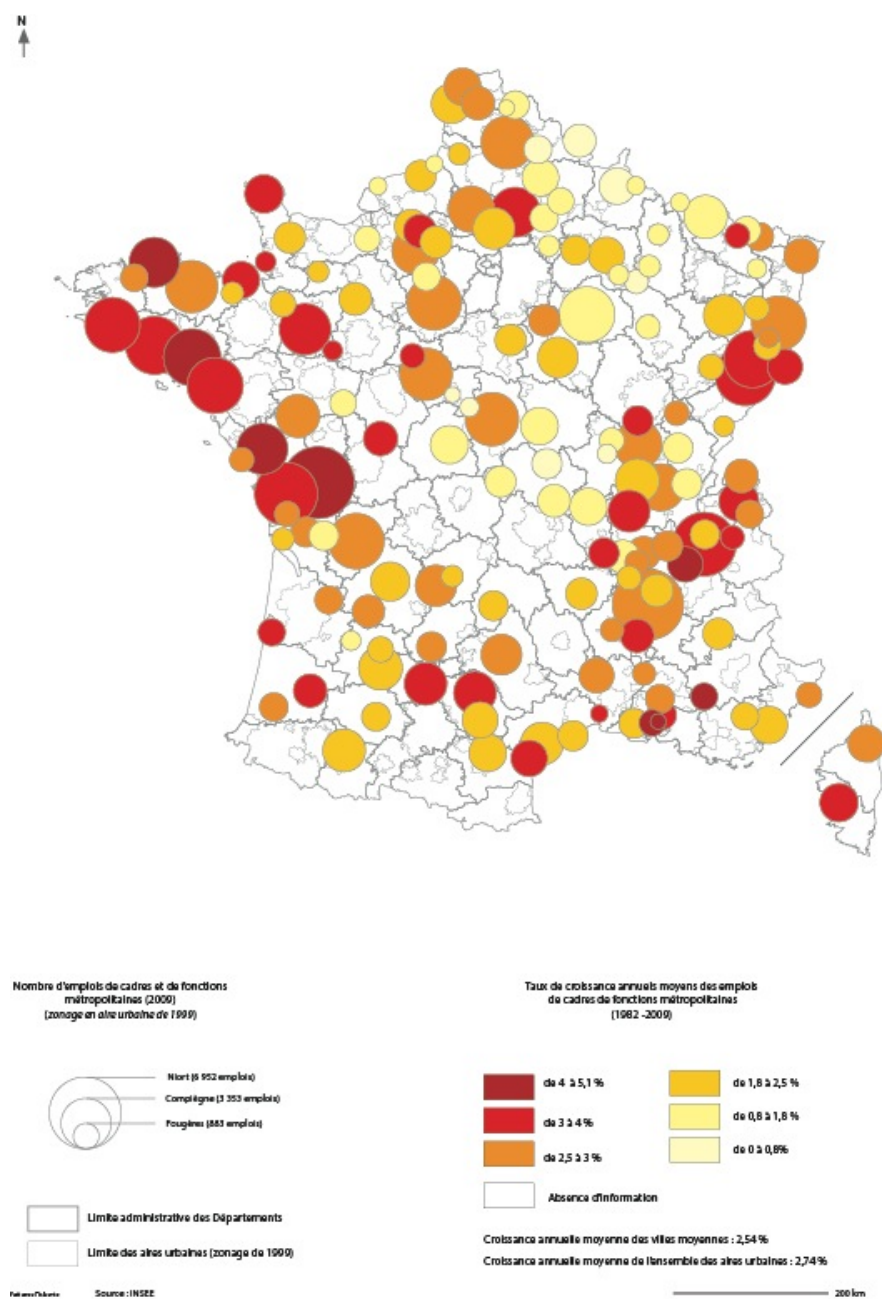 N
Nombre d'emplois de cadres et de fonctions
métropolitaines (2009)
(zonage en aire urbaine de 1999)
Niort (6 952 emplois)
Compiègne (3 353 emplois)
Fougères (883 emplois)
Limite administrative des Départements
Limite des aires urbaines (zonage de 1999)
Source : INSEE
Taux de croissance annuels moyens des emplois
de cadres de fonctions métropolitaines
(1982 -2009)
de 4 à 5,1 %
de 3 à 4 %
de 2,5 à 3 %
de 1,8 à 2,5 %
de 0,8 à 1,8 %
de 0 à 0,8%
Absence d'information
Croissance annuelle moyenne des villes moyennes : 2,54 %
Croissance annuelle moyenne de l'ensemble des aires urbaines : 2,74 %
200 km